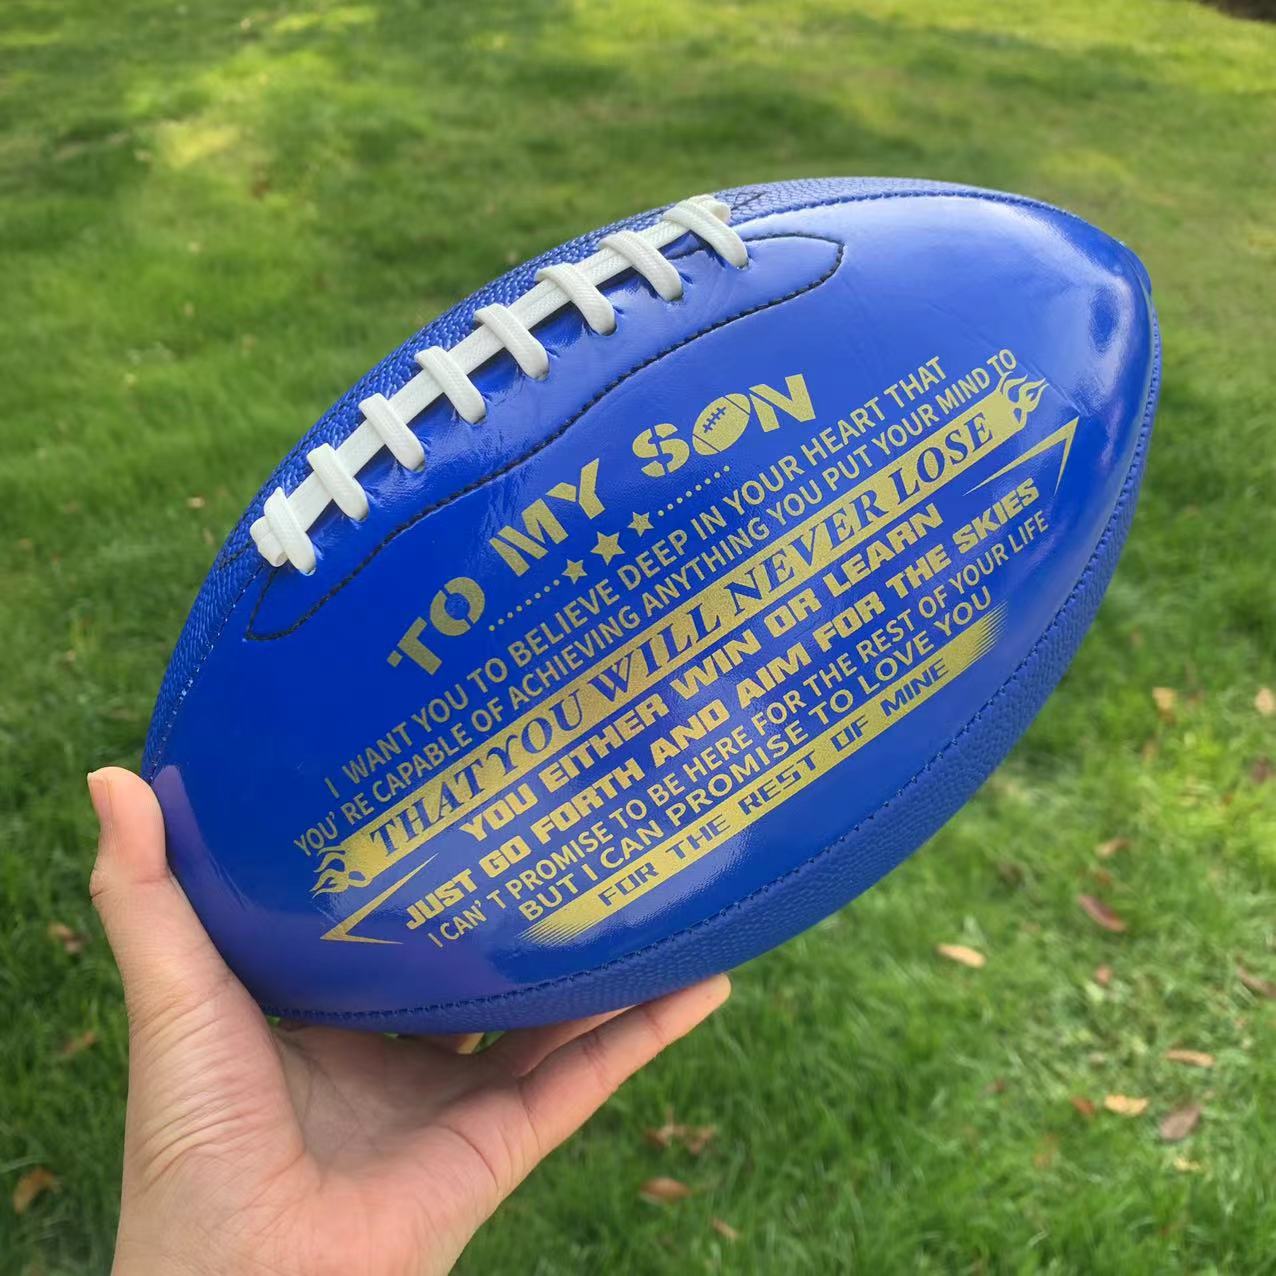 TO MY SON
I WANT YOU TO BELIEVE DEEP IN YOUR HEART THAT
YOU'RE CAPABLE OF ACHIEVING ANYTHING YOU PUT YOUR MIND TO
THAT YOU WILL NEVER LOSE
YOU EITHER WIN OR LEARN
JUST GO FORTH AND AIM FOR THE SKIES
I CAN'T PROMISE TO BE HERE FOR THE REST OF YOUR LIFE
BUT I CAN PROMISE TO LOVE YOU
FOR THE REST OF MINE